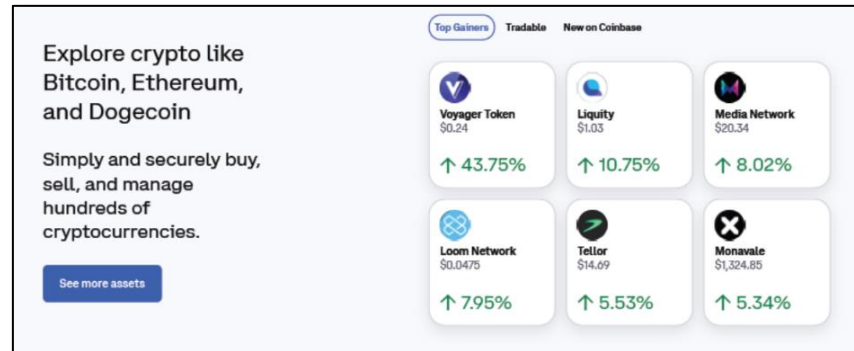 Explore crypto like
Bitcoin, Ethereum,
and Dogecoin
Simply and securely buy,
sell, and manage
hundreds of
cryptocurrencies.
See more assets
Top Gainers Tradable New on Coinbase
Voyager Token
$0.24
↑ 43.75%
Liquity
$1.03
↑ 10.75%
Media Network
$20.34
↑ 8.02%
Loom Network
$0.0475
↑ 7.95%
Tellor
$14.69
↑ 5.53%
Monavale
$1,324.85
↑ 5.34%